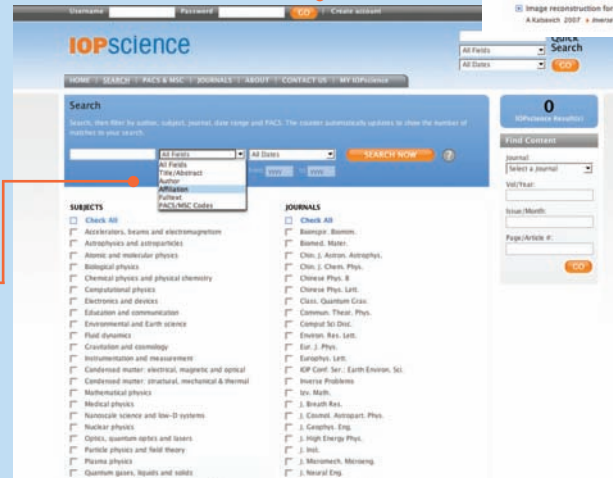 Image reconstruction for
A Katsevich 2007 Inverse
Username Password GO Create account
IOPscience
Quick Search
All Fields
All Dates GO
HOME | SEARCH | PACS & MSC | JOURNALS | ABOUT | CONTACT US | MY IOPscience
Search
Search, then filter by author, subject, journal, date range and PACS. The counter automatically updates to show the number of
matches to your search.
All Fields All Dates SEARCH NOW ?
All Fields
Title/Abstract
Author
Affiliation
Fulltext
PACS/MSC Codes
from yyyy to yyyy
0
IOPscience Result(s)
Find Content
Journal:
Select a Journal
Vol/Year:
Issue/Month:
Page/Article #:
GO
SUBJECTS
Check All
Accelerators, beams and electromagnetism
Astrophysics and astroparticles
Atomic and molecular physics
Biological physics
Chemical physics and physical chemistry
Computational physics
Electronics and devices
Education and communication
Environmental and Earth science
Fluid dynamics
Gravitation and cosmology
Instrumentation and measurement
Condensed matter: electrical, magnetic and optical
Condensed matter: structural, mechanical & thermal
Mathematical physics
Medical physics
Nanoscale science and low-D systems
Nuclear physics
Optics, quantum optics and lasers
Particle physics and field theory
Plasma physics
Quantum gases, liquids and solids
JOURNALS
Check All
Bioinspir. Biomim.
Biomed. Mater.
Chin. J. Astron. Astrophys.
Chin. J. Chem. Phys.
Chinese Phys. B
Chinese Phys. Lett.
Class. Quantum Grav.
Commun. Theor. Phys.
Comput Sci Disc.
Environ. Res. Lett.
Eur. J. Phys.
Europhys. Lett.
IOP Conf. Ser.: Earth Environ. Sci.
Inverse Problems
Izv. Math.
J. Breath Res.
J. Cosmol. Astropart. Phys.
J. Geophys. Eng.
J. High Energy Phys.
J. Inst.
J. Micromech. Microeng.
J. Neural Eng.